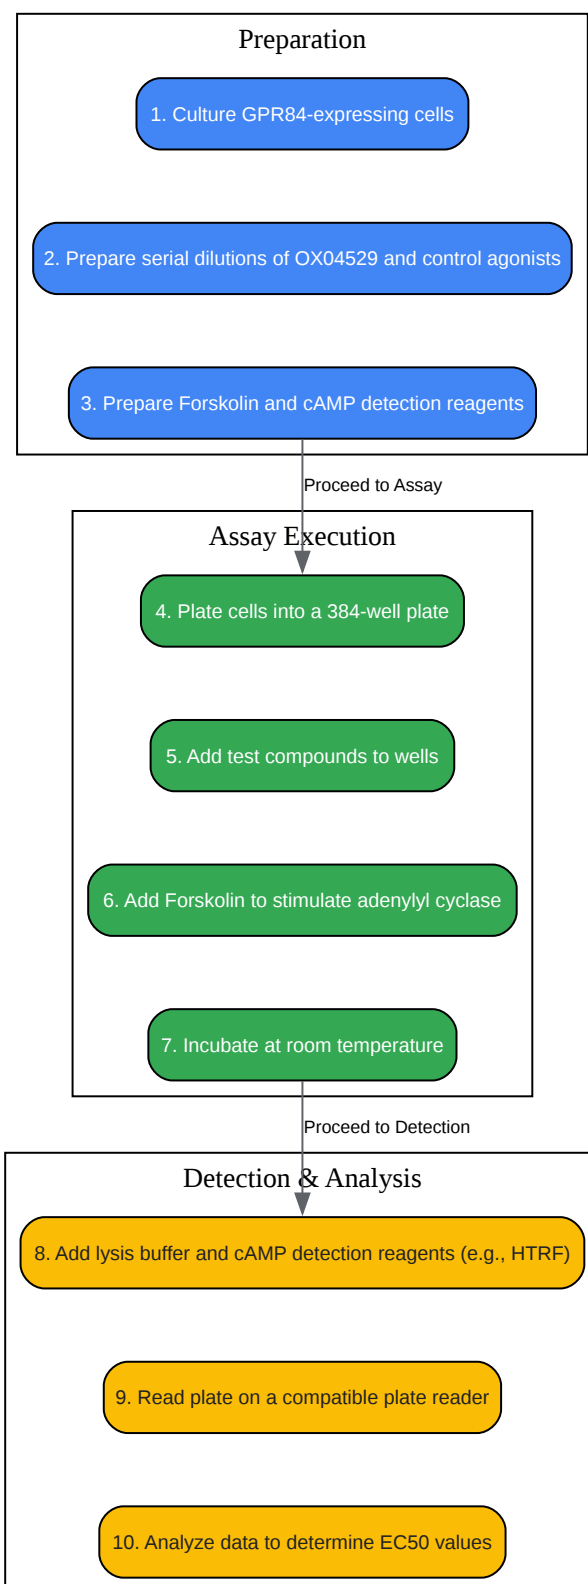 Preparation
1. Culture GPR84-expressing cells
2. Prepare serial dilutions of OX04529 and control agonists
3. Prepare Forskolin and cAMP detection reagents
Proceed to Assay
Assay Execution
4. Plate cells into a 384-well plate
5. Add test compounds to wells
6. Add Forskolin to stimulate adenylyl cyclase
7. Incubate at room temperature
Proceed to Detection
Detection & Analysis
8. Add lysis buffer and cAMP detection reagents (e.g., HTRF)
9. Read plate on a compatible plate reader
10. Analyze data to determine EC50 values